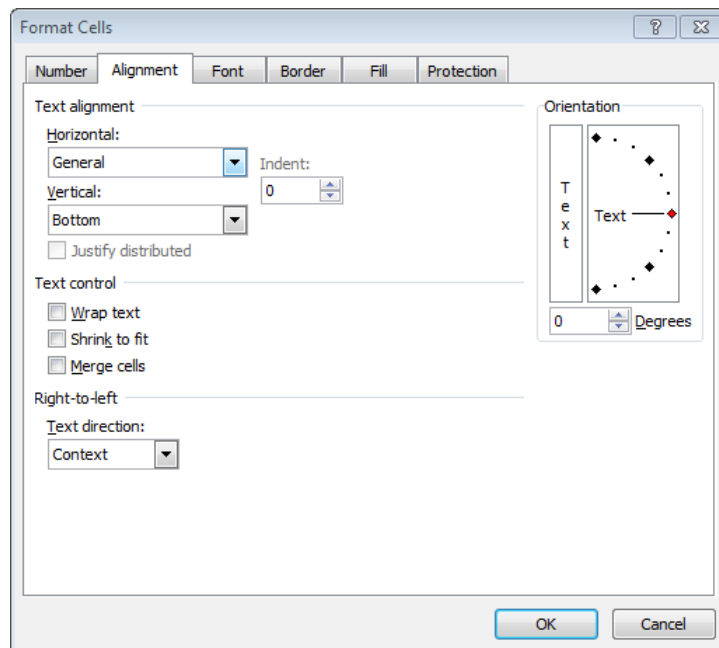 Format Cells
Number Alignment Font Border Fill Protection
Text alignment
Horizontal:
General
Indent:
0
Vertical:
Bottom
Justify distributed
Text control
Wrap text
Shrink to fit
Merge cells
Right-to-left
Text direction:
Context
Orientation
Text
Text
0 Degrees
OK Cancel